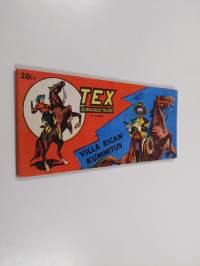 20:-
TEX
VILLA RICAN
KUMMITUS